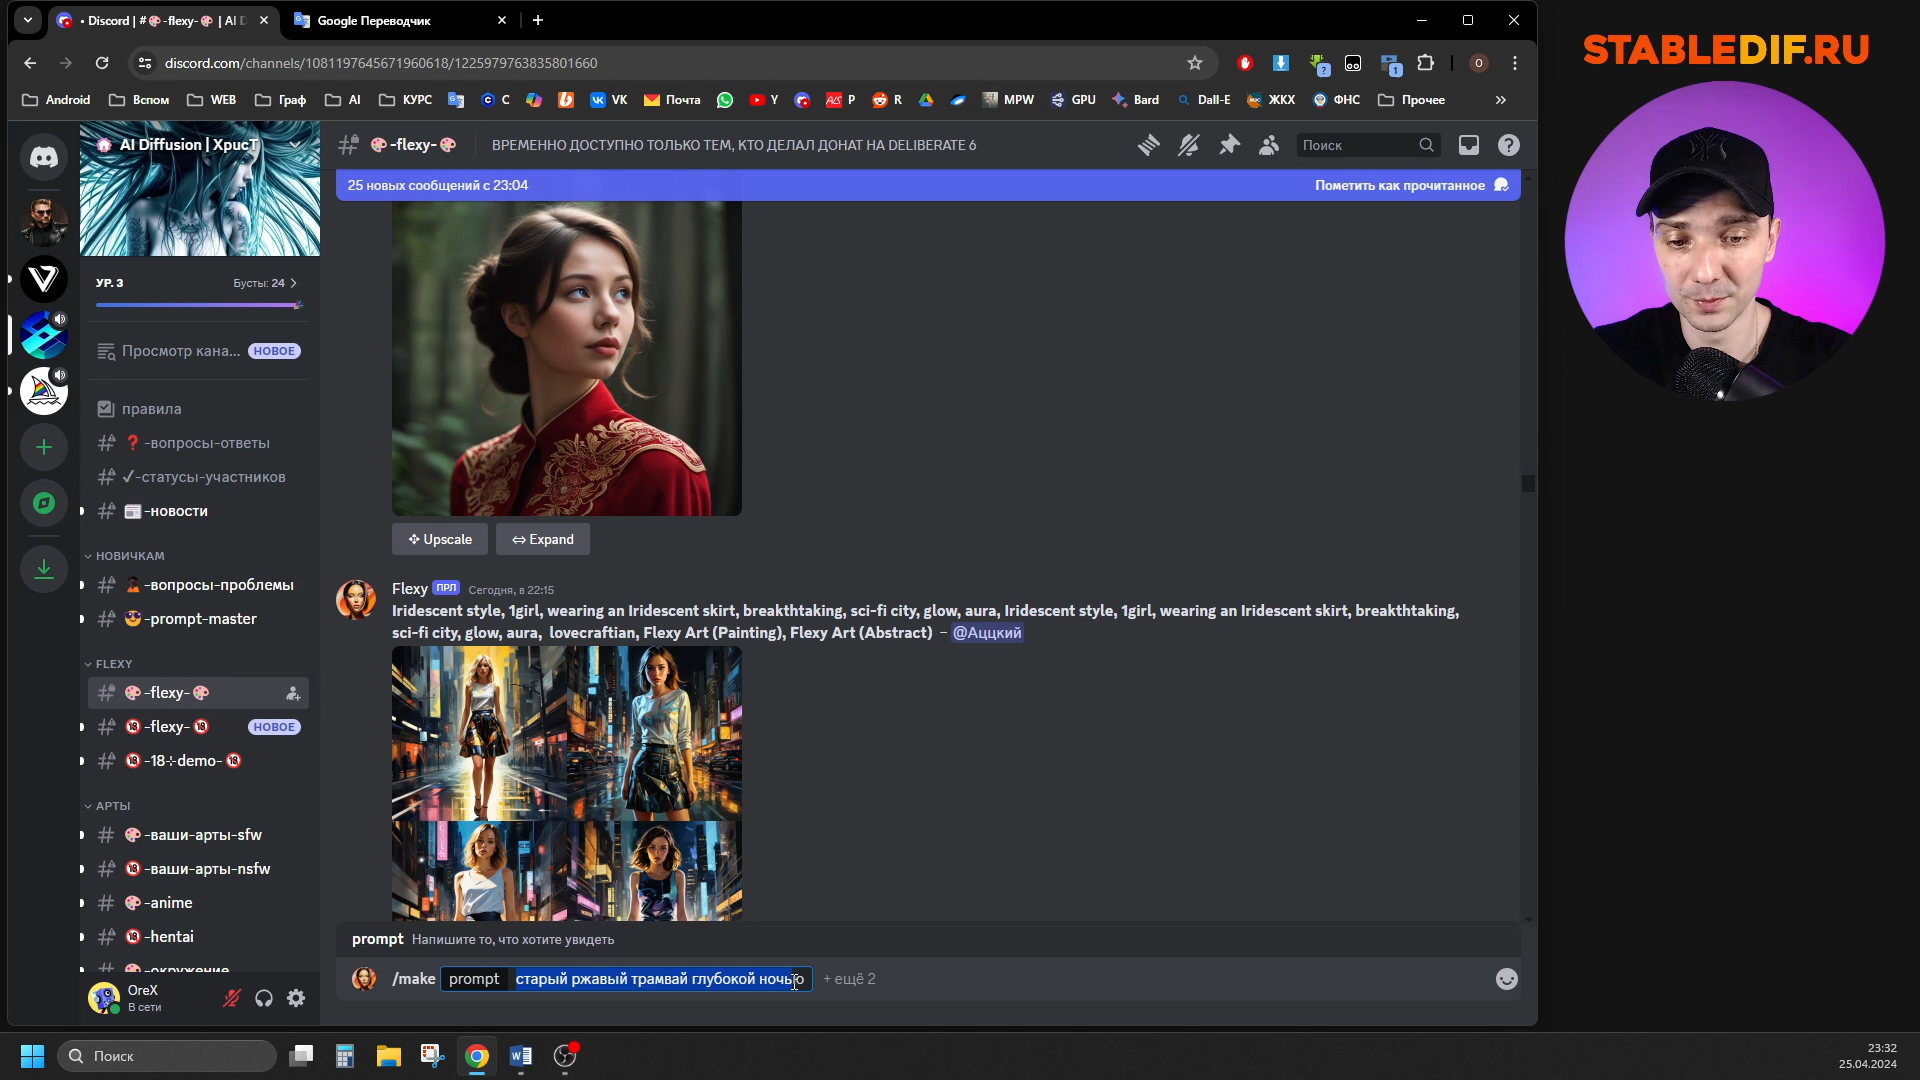 • Discord | #🎨-flexy-🎨 | AI D
Google Переводчик
discord.com/channels/1081197645671960618/1225979763835801660
Android
Вспом
WEB
Граф
AI
КУРС
C
VK
Почта
Y
P
R
MPW
GPU
Bard
Dall-E
ЖКХ
ФНС
Прочее
STABLEDIF.RU
AI Diffusion | ХрисТ
🎨-flexy-🎨
ВРЕМЕННО ДОСТУПНО ТОЛЬКО ТЕМ, КТО ДЕЛАЛ ДОНАТ НА DELIBERATE 6
Поиск
25 новых сообщений с 23:04
Пометить как прочитанное
УР. 3
Бусты: 24
Просмотр кана...
НОВОЕ
правила
❓-вопросы-ответы
✓-статусы-участников
📰-новости
НОВИЧКАМ
-вопросы-проблемы
-prompt-master
FLEXY
🎨-flexy-🎨
🔞-flexy-🔞
НОВОЕ
🔞-18✢demo-🔞
АРТЫ
🎨-ваши-арты-sfw
🔞-ваши-арты-nsfw
🎨-anime
🔞-hentai
🎨-окружение
OreX
В сети
Upscale
Expand
Flexy
ПРЛ
Сегодня, в 22:15
Iridescent style, 1girl, wearing an Iridescent skirt, breakthtaking, sci-fi city, glow, aura, Iridescent style, 1girl, wearing an Iridescent skirt, breakthtaking,
sci-fi city, glow, aura, lovecraftian, Flexy Art (Painting), Flexy Art (Abstract) – @Аццкий
prompt Напишите то, что хотите увидеть
/make prompt старый ржавый трамвай глубокой ночью + ещё 2
Поиск
23:32
25.04.2024